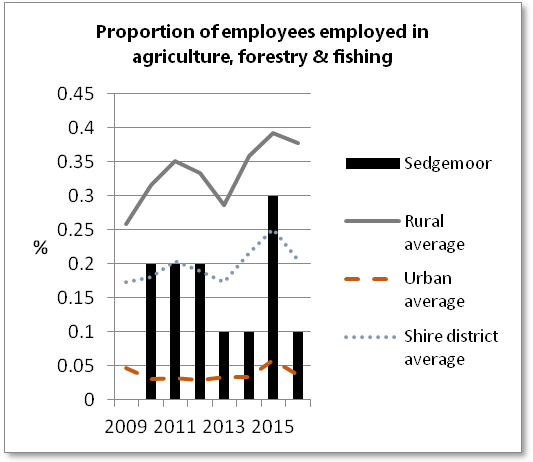 Proportion of employees employed in
agriculture, forestry & fishing
0.45
0.4
0.35
0.3
0.25
0.2
0.15
0.1
0.05
0
%
2009 2011 2013 2015
Sedgemoor
Rural
average
Urban
average
Shire district
average